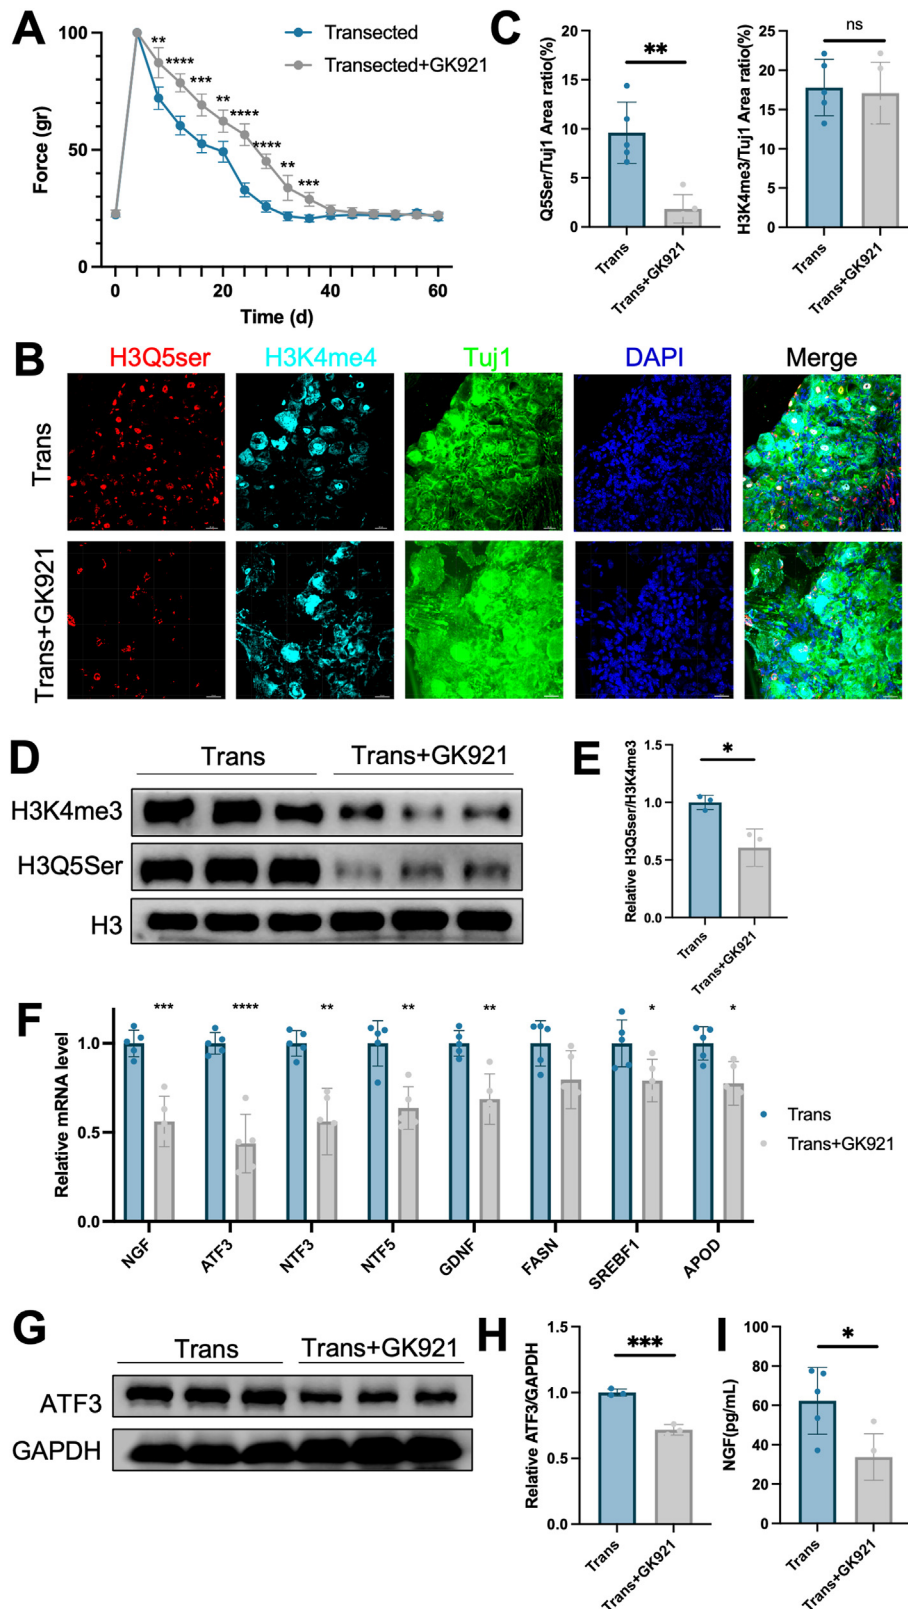 A
Transected
Transected+GK921
Force (gr)
100
50
0
** **** *** ** **** **** ** ***
0 20 40 60
Time (d)
C
Q5Ser/Tuj1 Area ratio(%)
20
15
10
5
0
**
Trans
Trans+GK921
H3K4me3/Tuj1 Area ratio(%)
25
20
15
10
5
0
ns
Trans
Trans+GK921
B
H3Q5ser H3K4me4 Tuj1 DAPI Merge
Trans
Trans+GK921
D
Trans Trans+GK921
H3K4me3
H3Q5Ser
H3
E
Relative H3Q5ser/H3K4me3
1.5
1.0
0.5
0.0
*
Trans
Trans+GK921
F
Relative mRNA level
1.0
0.5
0.0
*** **** ** ** ** * *
NGF ATF3 NTF3 NTF5 GDNF FASN SREBF1 APOD
Trans
Trans+GK921
G
Trans Trans+GK921
ATF3
GAPDH
H
Relative ATF3/GAPDH
1.5
1.0
0.5
0.0
***
Trans
Trans+GK921
I
NGF(pg/mL)
100
80
60
40
20
0
*
Trans
Trans+GK921